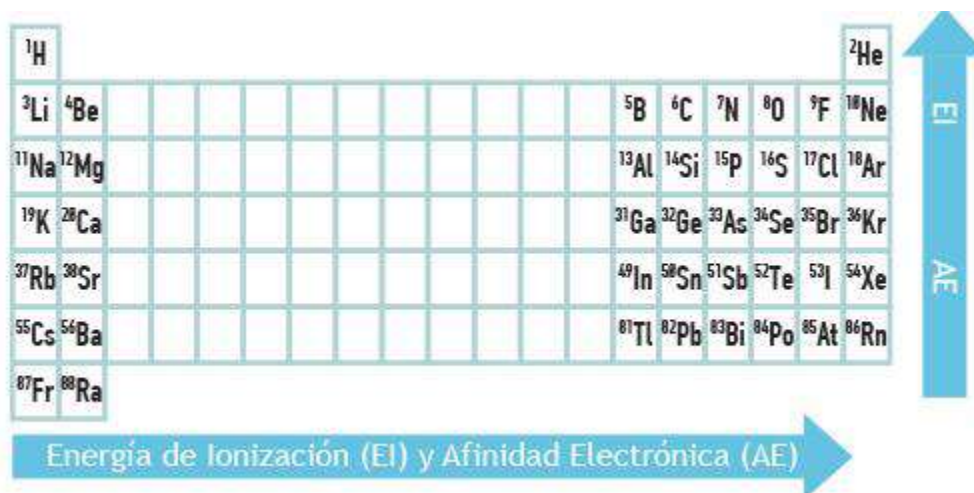 ¹H ²He
³Li ⁴Be ⁵B ⁶C ⁷N ⁸O ⁹F ¹⁰Ne
¹¹Na ¹²Mg ¹³Al ¹⁴Si ¹⁵P ¹⁶S ¹⁷Cl ¹⁸Ar
¹⁹K ²⁰Ca ³¹Ga ³²Ge ³³As ³⁴Se ³⁵Br ³⁶Kr
³⁷Rb ³⁸Sr ⁴⁹In ⁵⁰Sn ⁵¹Sb ⁵²Te ⁵³I ⁵⁴Xe
⁵⁵Cs ⁵⁶Ba ⁸¹Tl ⁸²Pb ⁸³Bi ⁸⁴Po ⁸⁵At ⁸⁶Rn
⁸⁷Fr ⁸⁸Ra
EI
AE
Energía de Ionización (EI) y Afinidad Electrónica (AE)